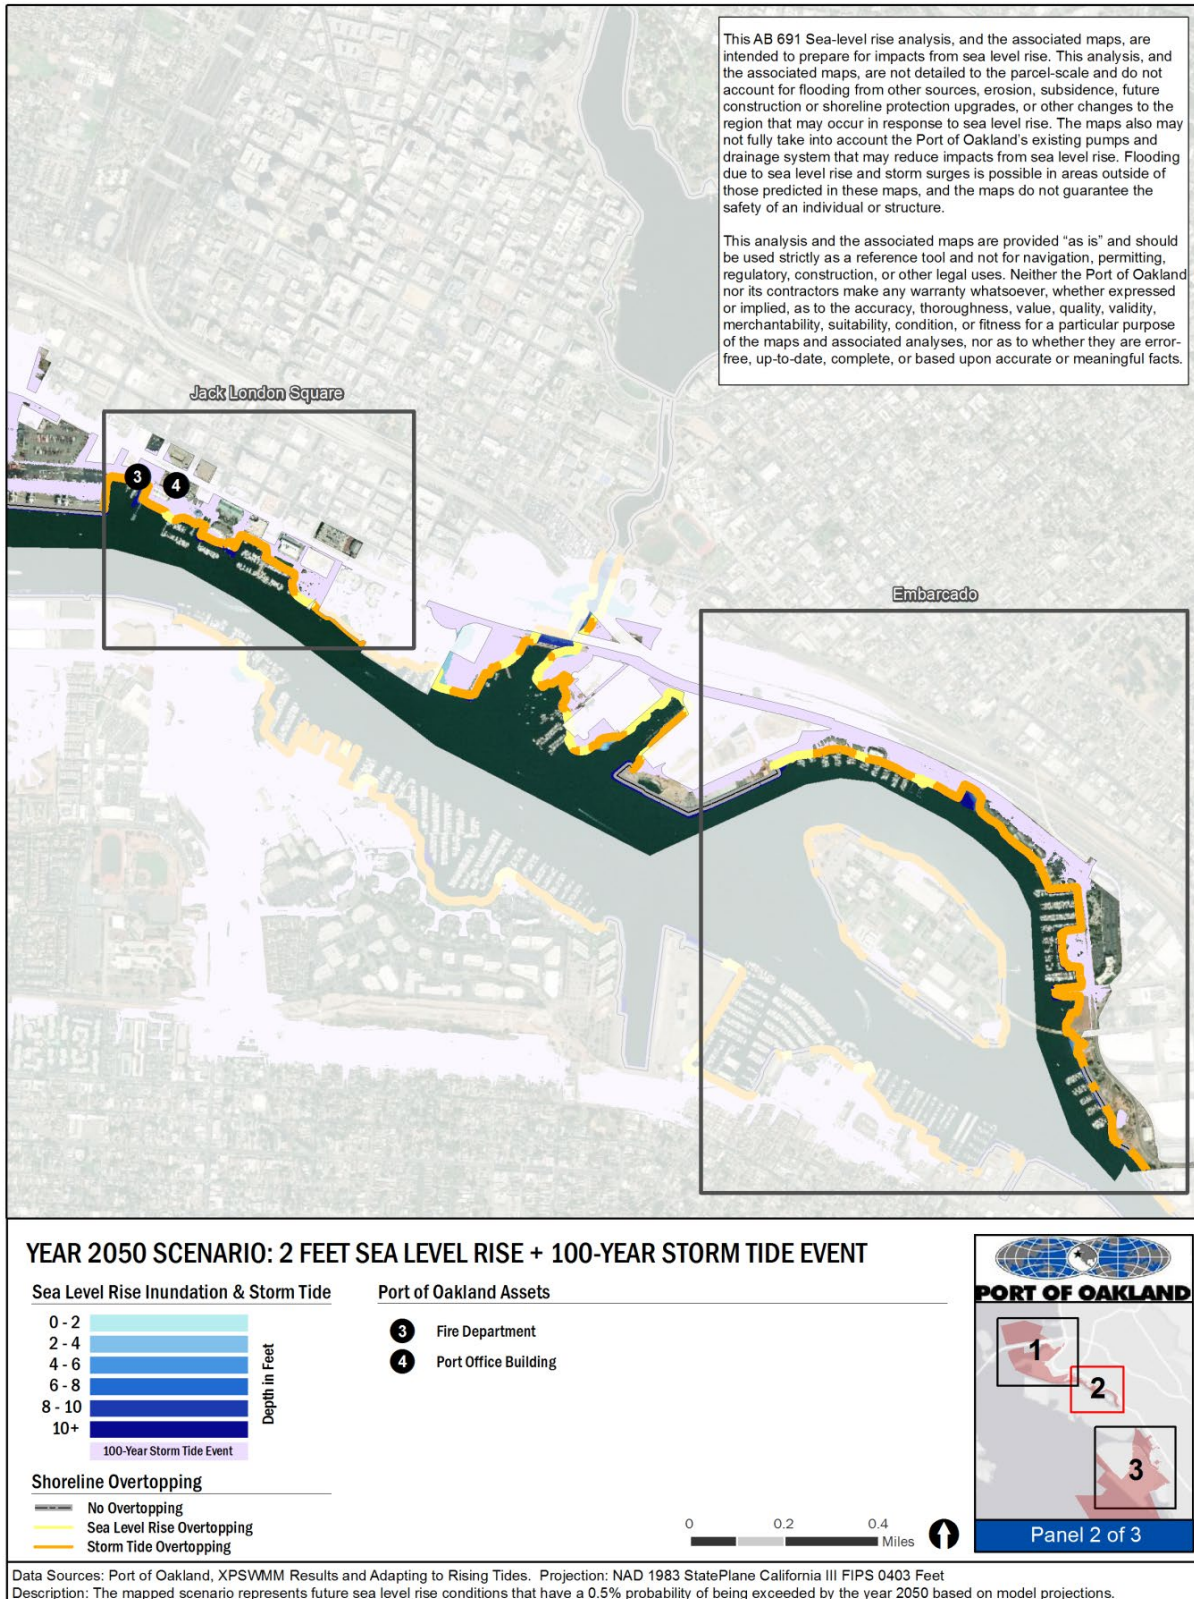 This AB 691 Sea-level rise analysis, and the associated maps, are
intended to prepare for impacts from sea level rise. This analysis, and
the associated maps, are not detailed to the parcel-scale and do not
account for flooding from other sources, erosion, subsidence, future
construction or shoreline protection upgrades, or other changes to the
region that may occur in response to sea level rise. The maps also may
not fully take into account the Port of Oakland's existing pumps and
drainage system that may reduce impacts from sea level rise. Flooding
due to sea level rise and storm surges is possible in areas outside of
those predicted in these maps, and the maps do not guarantee the
safety of an individual or structure.
This analysis and the associated maps are provided “as is” and should
be used strictly as a reference tool and not for navigation, permitting,
regulatory, construction, or other legal uses. Neither the Port of Oakland
nor its contractors make any warranty whatsoever, whether expressed
or implied, as to the accuracy, thoroughness, value, quality, validity,
merchantability, suitability, condition, or fitness for a particular purpose
of the maps and associated analyses, nor as to whether they are error-
free, up-to-date, complete, or based upon accurate or meaningful facts.
Jack London Square
3
4
Embarcado
YEAR 2050 SCENARIO: 2 FEET SEA LEVEL RISE + 100-YEAR STORM TIDE EVENT
Sea Level Rise Inundation & Storm Tide
0 - 2
2 - 4
4 - 6
6 - 8
8 - 10
10+
Depth in Feet
100-Year Storm Tide Event
Shoreline Overtopping
No Overtopping
Sea Level Rise Overtopping
Storm Tide Overtopping
Port of Oakland Assets
3 Fire Department
4 Port Office Building
0 0.2 0.4
Miles
PORT OF OAKLAND
1
2
3
Panel 2 of 3
Data Sources: Port of Oakland, XPSWMM Results and Adapting to Rising Tides. Projection: NAD 1983 StatePlane California III FIPS 0403 Feet
Description: The mapped scenario represents future sea level rise conditions that have a 0.5% probability of being exceeded by the year 2050 based on model projections.